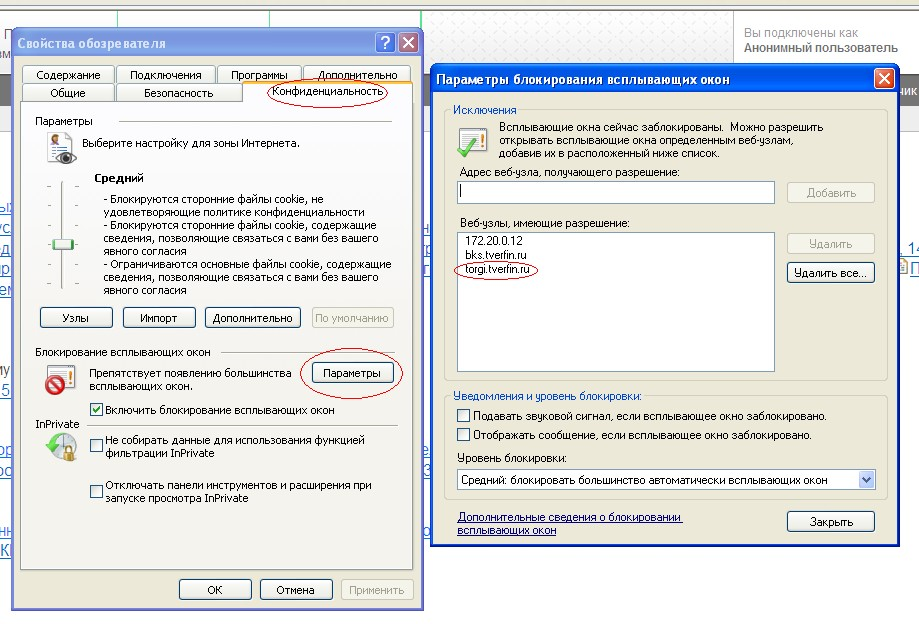 Вы подключены как
Анонимный пользователь
Свойства обозревателя
Содержание
Подключения
Программы
Дополнительно
Общие
Безопасность
Конфиденциальность
Параметры
Выберите настройку для зоны Интернета.
Средний
- Блокируются сторонние файлы cookie, не
удовлетворяющие политике конфиденциальности
- Блокируются сторонние файлы cookie, содержащие
сведения, позволяющие связаться с вами без вашего
явного согласия
- Ограничиваются основные файлы cookie, содержащие
сведения, позволяющие связаться с вами без вашего
явного согласия
Узлы
Импорт
Дополнительно
По умолчанию
Блокирование всплывающих окон
Препятствует появлению большинства
всплывающих окон.
Параметры
Включить блокирование всплывающих окон
InPrivate
Не собирать данные для использования функцией
фильтрации InPrivate
Отключать панели инструментов и расширения при
запуске просмотра InPrivate
ОК
Отмена
Применить
Параметры блокирования всплывающих окон
Исключения
Всплывающие окна сейчас заблокированы. Можно разрешить
открывать всплывающие окна определенным веб-узлам,
добавив их в расположенный ниже список.
Адрес веб-узла, получающего разрешение:
Добавить
Веб-узлы, имеющие разрешение:
172.20.0.12
bks.tverfin.ru
torgi.tverfin.ru
Удалить
Удалить все...
Уведомления и уровень блокировки:
Подавать звуковой сигнал, если всплывающее окно заблокировано.
Отображать сообщение, если всплывающее окно заблокировано.
Уровень блокировки:
Средний: блокировать большинство автоматически всплывающих окон
Дополнительные сведения о блокировании
всплывающих окон
Закрыть